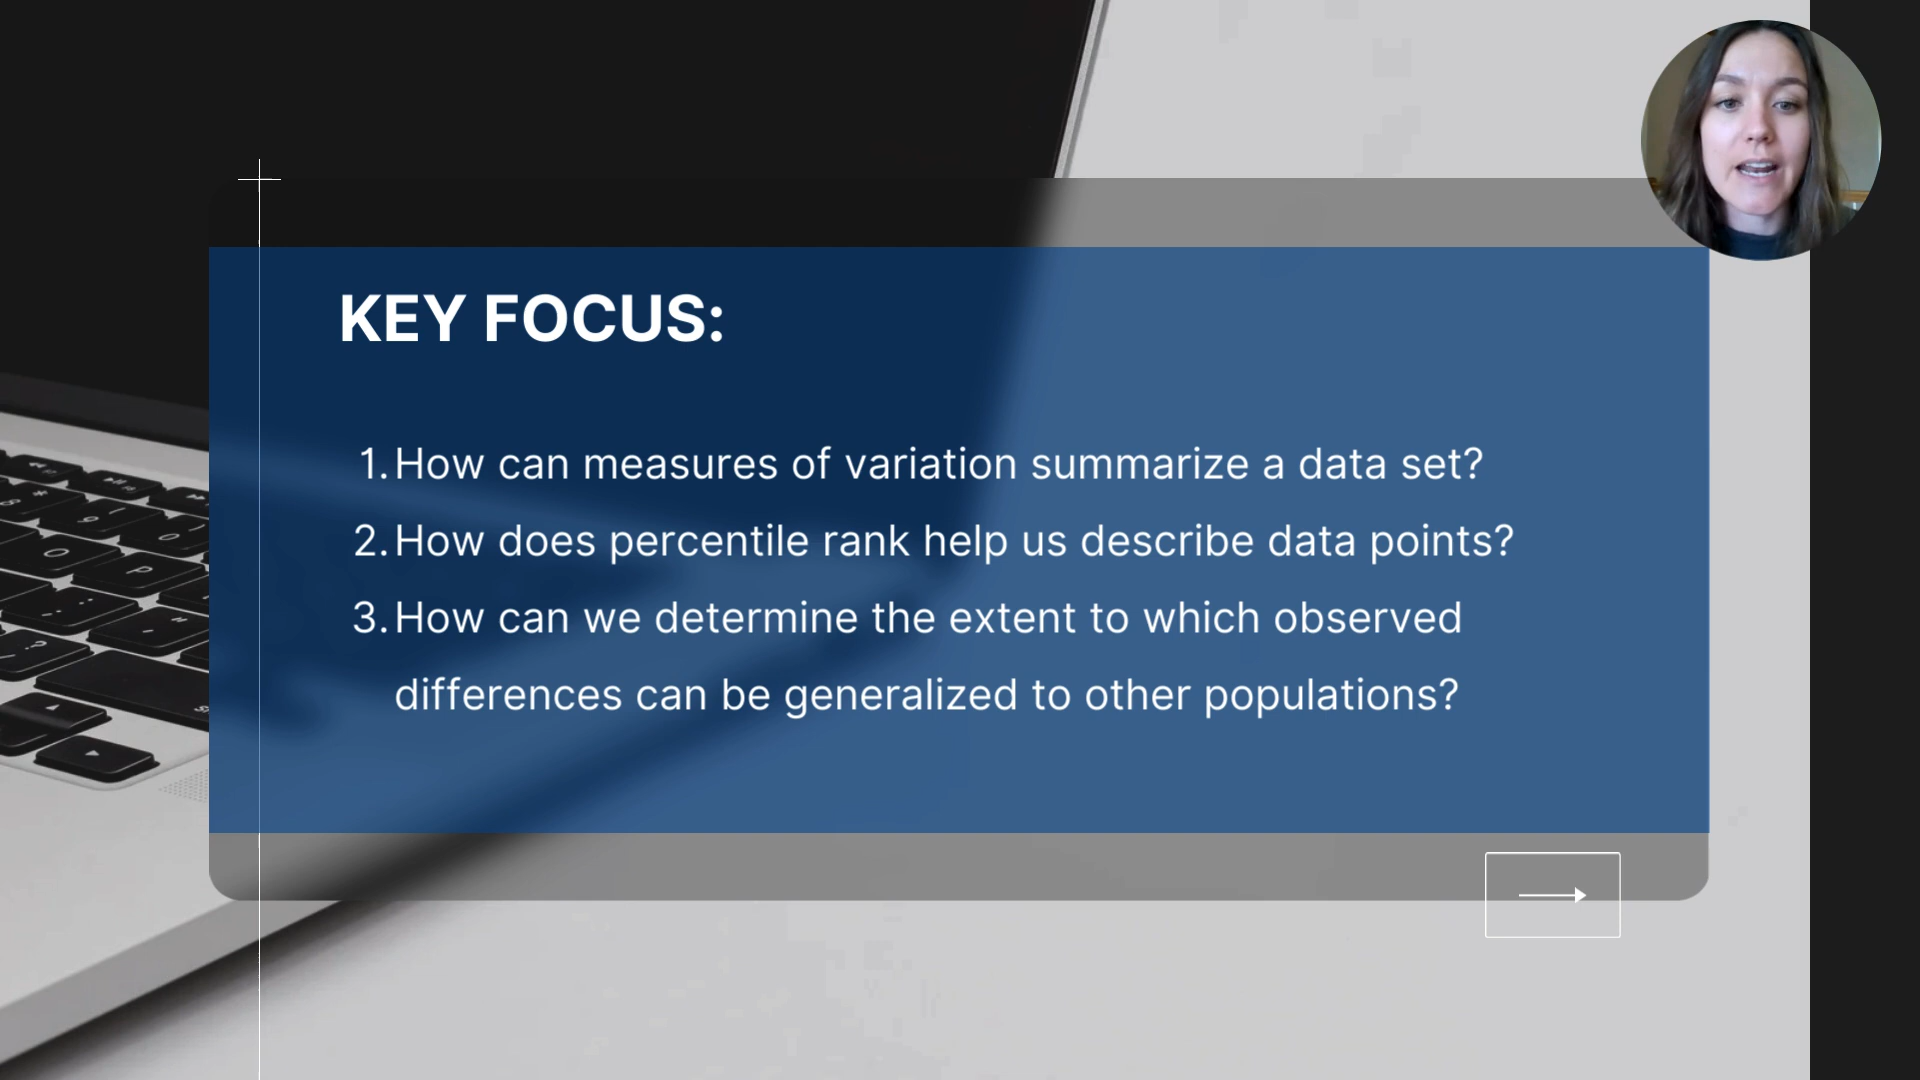 KEY FOCUS:
1. How can measures of variation summarize a data set?
2. How does percentile rank help us describe data points?
3. How can we determine the extent to which observed
differences can be generalized to other populations?